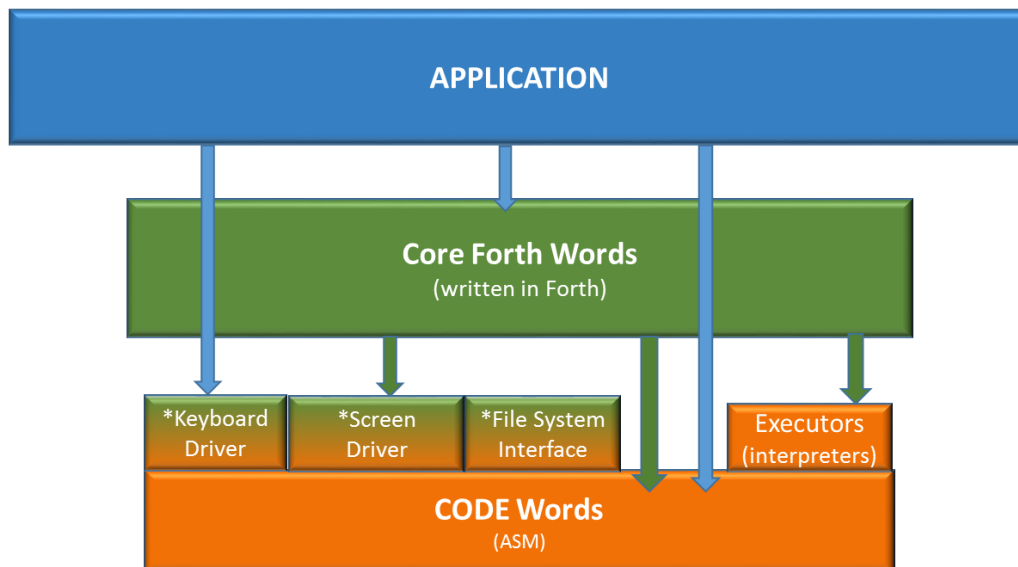 APPLICATION
Core Forth Words
(written in Forth)
*Keyboard
Driver
*Screen
Driver
*File System
Interface
Executors
(interpreters)
CODE Words
(ASM)